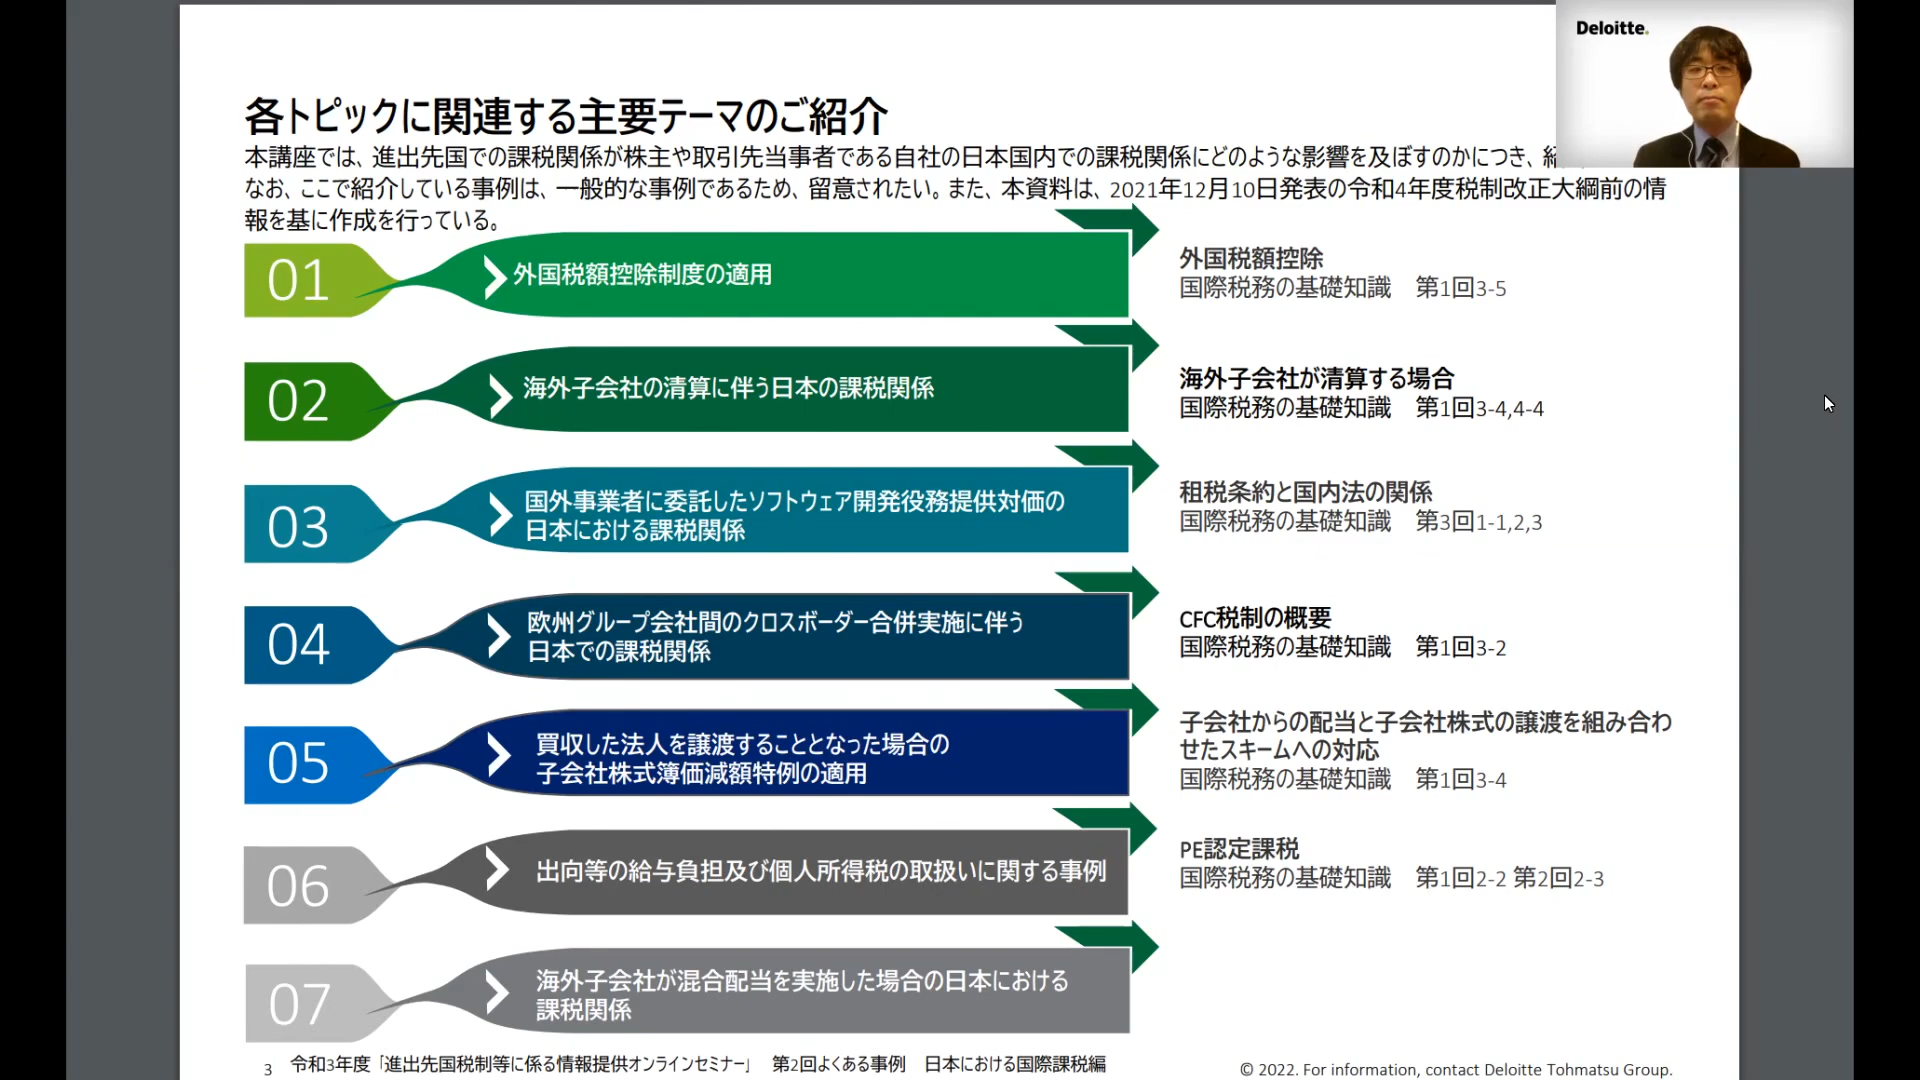 Deloitte.
各トピックに関連する主要テーマのご紹介
本講座では、進出先国での課税関係が株主や取引先当事者である自社の日本国内での課税関係にどのような影響を及ぼすのかにつき、
なお、ここで紹介している事例は、一般的な事例であるため、留意されたい。また、本資料は、2021年12月10日発表の令和4年度税制改正大綱前の情
報を基に作成を行っている。
01
外国税額控除制度の適用
外国税額控除
国際税務の基礎知識 第1回3-5
02
海外子会社の清算に伴う日本の課税関係
海外子会社が清算する場合
国際税務の基礎知識 第1回3-4,4-4
03
国外事業者に委託したソフトウェア開発役務提供対価の
日本における課税関係
租税条約と国内法の関係
国際税務の基礎知識 第3回1-1,2,3
04
欧州グループ会社間のクロスボーダー合併実施に伴う
日本での課税関係
CFC税制の概要
国際税務の基礎知識 第1回3-2
05
買収した法人を譲渡することとなった場合の
子会社株式簿価減額特例の適用
子会社からの配当と子会社株式の譲渡を組み合わ
せたスキームへの対応
国際税務の基礎知識 第1回3-4
06
出向等の給与負担及び個人所得税の取扱いに関する事例
PE認定課税
国際税務の基礎知識 第1回2-2 第2回2-3
07
海外子会社が混合配当を実施した場合の日本における
課税関係
3 令和3年度「進出先国税制等に係る情報提供オンラインセミナー」 第2回よくある事例 日本における国際課税編
© 2022. For information, contact Deloitte Tohmatsu Group.